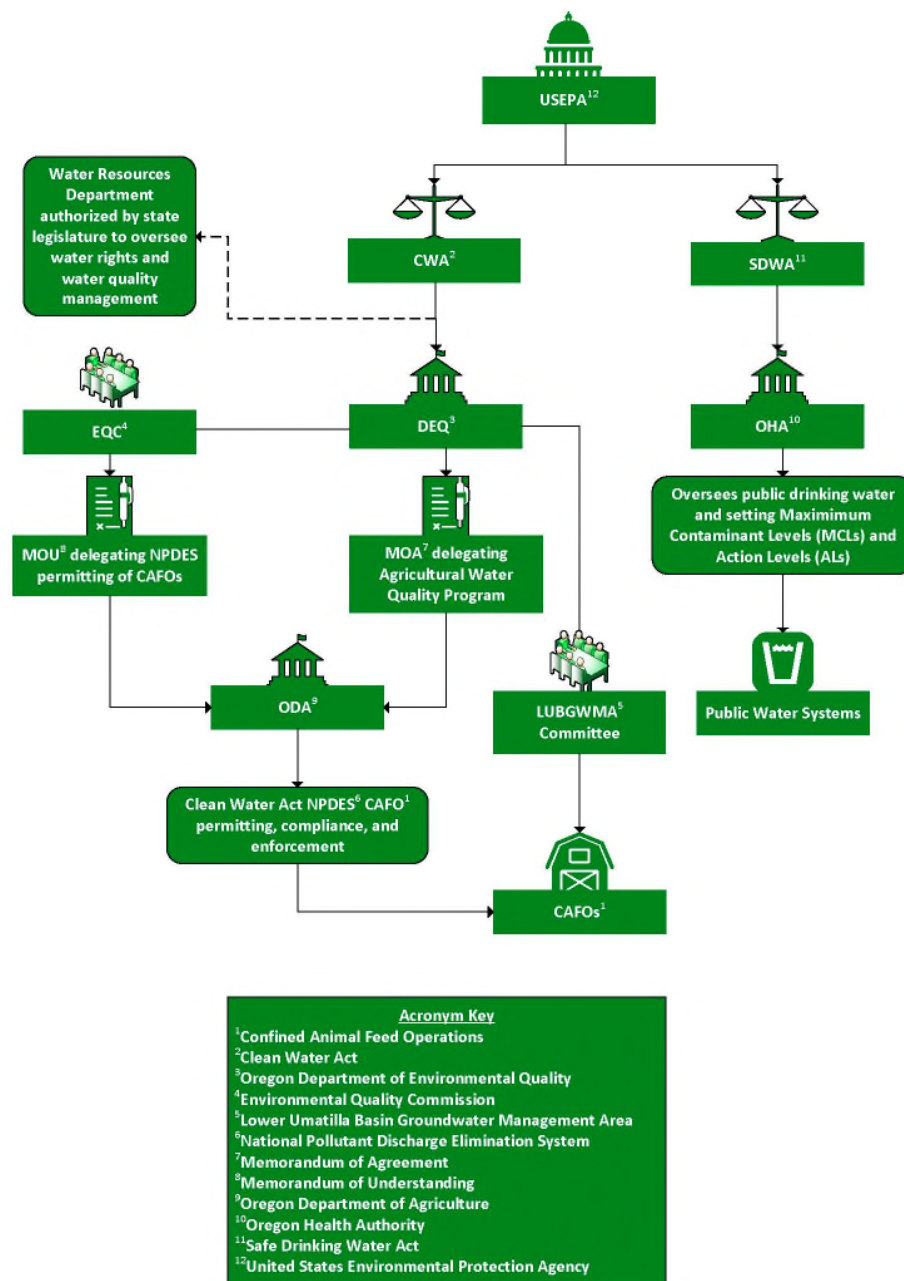 USEPA¹²
Water Resources
Department
authorized by state
legislature to oversee
water rights and
water quality
management
CWA²
SDWA¹¹
EQC⁴
DEQ³
OHA¹⁰
MOU⁸ delegating NPDES
permitting of CAFOs
MOA⁷ delegating
Agricultural Water
Quality Program
Oversees public drinking water
and setting Maximimum
Contaminant Levels (MCLs) and
Action Levels (ALs)
ODA⁹
LUBGWMA⁵
Committee
Public Water Systems
Clean Water Act NPDES⁶ CAFO¹
permitting, compliance, and
enforcement
CAFOs¹
Acronym Key
¹Confined Animal Feed Operations
²Clean Water Act
³Oregon Department of Environmental Quality
⁴Environmental Quality Commission
⁵Lower Umatilla Basin Groundwater Management Area
⁶National Pollutant Discharge Elimination System
⁷Memorandum of Agreement
⁸Memorandum of Understanding
⁹Oregon Department of Agriculture
¹⁰Oregon Health Authority
¹¹Safe Drinking Water Act
¹²United States Environmental Protection Agency